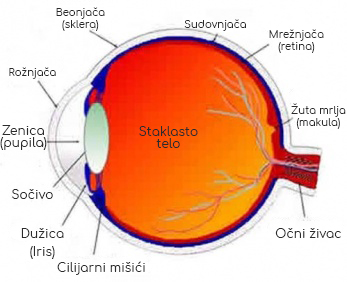 Beonjača
(sklera)
Sudovnjača
Mrežnjača
(retina)
Rožnjača
Žuta mrlja
(makula)
Zenica
(pupila)
Staklasto
telo
Sočivo
Dužica
(Iris)
Očni živac
Cilijarni mišići